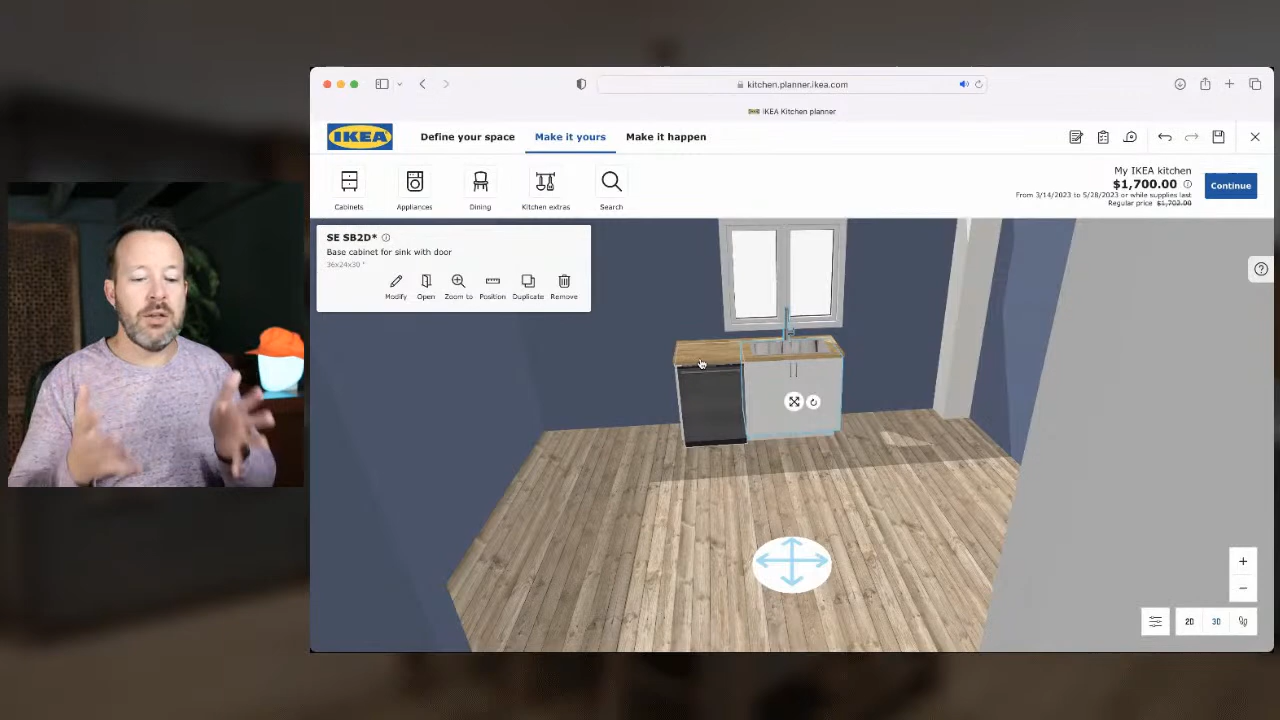 kitchen.planner.ikea.com
IKEA Kitchen planner
IKEA
Define your space
Make it yours
Make it happen
Cabinets
Appliances
Dining
Kitchen extras
Search
My IKEA kitchen
$1,700.00
From 3/14/2023 to 5/28/2023 or while supplies last
Regular price $1,702.00
Continue
SE SB2D*
Base cabinet for sink with door
36x24x30 "
Modify
Open
Zoom to
Position
Duplicate
Remove
2D
3D